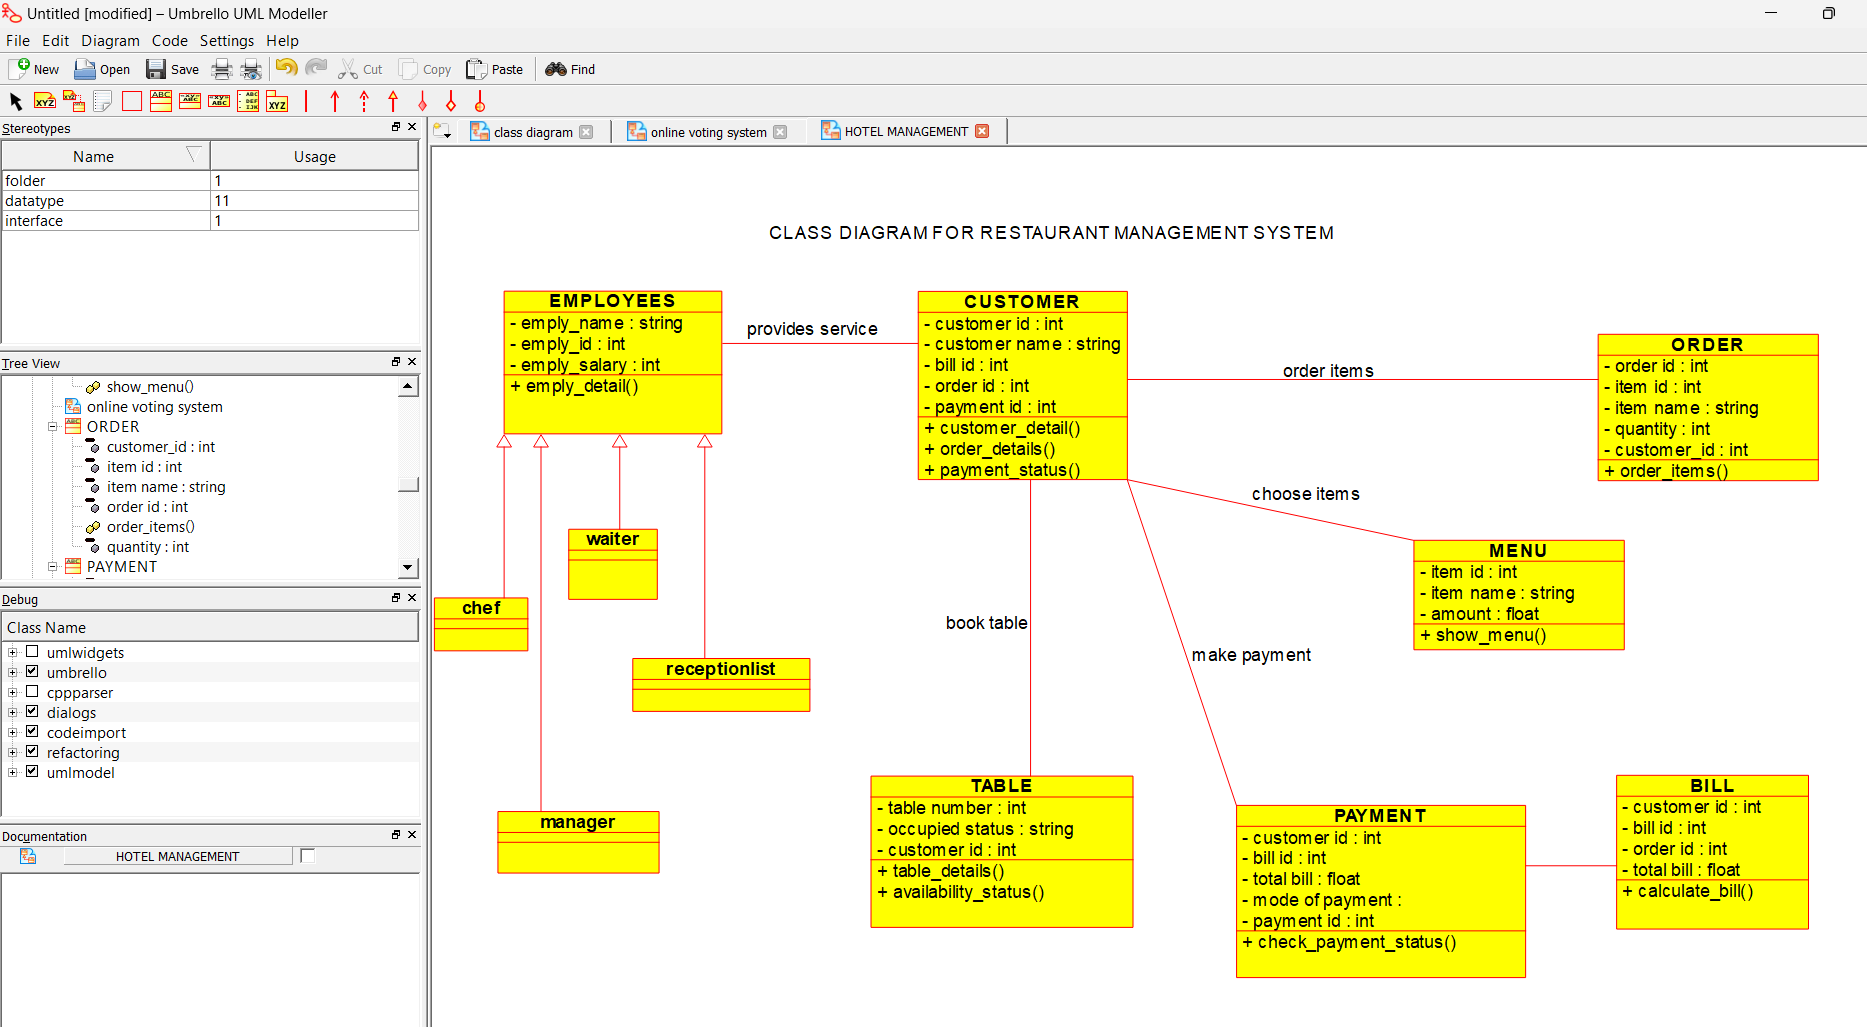 Untitled [modified] – Umbrello UML Modeller
File Edit Diagram Code Settings Help
New Open Save Cut Copy Paste Find
Stereotypes
Name Usage
folder 1
datatype 11
interface 1
Tree View
show_menu()
online voting system
ORDER
customer_id : int
item id : int
item name : string
order id : int
order_items()
quantity : int
PAYMENT
Debug
Class Name
umlwidgets
umbrello
cppparser
dialogs
codeimport
refactoring
umlmodel
Documentation
HOTEL MANAGEMENT
class diagram
online voting system
HOTEL MANAGEMENT
CLASS DIAGRAM FOR RESTAURANT MANAGEMENT SYSTEM
EMPLOYEES
- emply_name : string
- emply_id : int
- emply_salary : int
+ emply_detail()
provides service
CUSTOMER
- customer id : int
- customer name : string
- bill id : int
- order id : int
- payment id : int
+ customer_detail()
+ order_details()
+ payment_status()
order items
ORDER
- order id : int
- item id : int
- item name : string
- quantity : int
- customer_id : int
+ order_items()
choose items
MENU
- item id : int
- item name : string
- amount : float
+ show_menu()
waiter
chef
receptionlist
manager
book table
make payment
TABLE
- table number : int
- occupied status : string
- customer id : int
+ table_details()
+ availability_status()
PAYMENT
- customer id : int
- bill id : int
- total bill : float
- mode of payment :
- payment id : int
+ check_payment_status()
BILL
- customer id : int
- bill id : int
- order id : int
- total bill : float
+ calculate_bill()